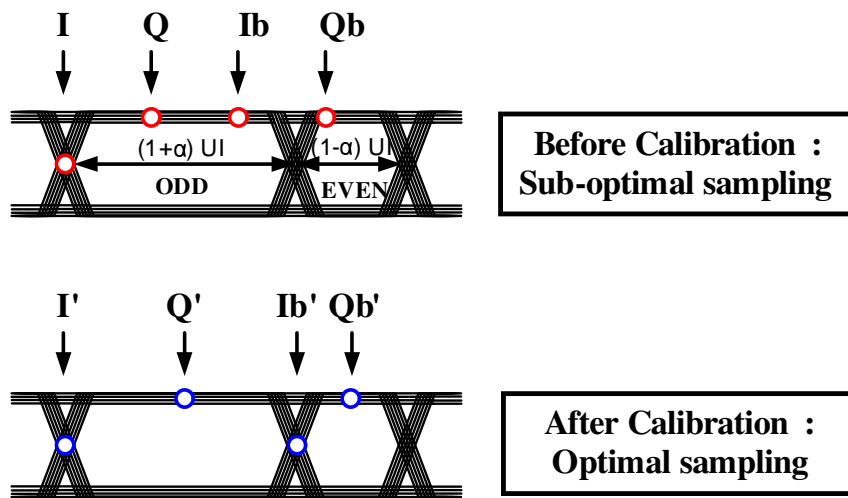 I Q Ib Qb
(1+α) UI (1-α) UI
ODD EVEN
Before Calibration :
Sub-optimal sampling
I' Q' Ib' Qb'
After Calibration :
Optimal sampling